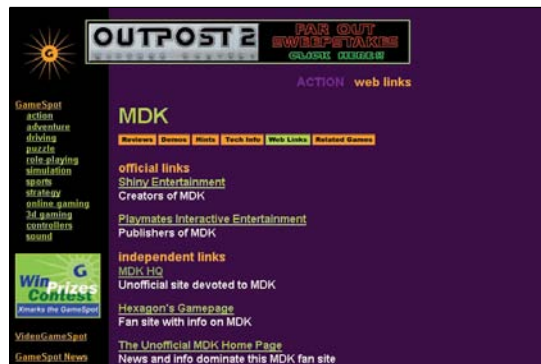 OUTPOST 2
FAR OUT
SWEEPSTAKES
CLICK HERE!!
G
ACTION web links
GameSpot
action
adventure
driving
puzzle
role-playing
simulation
sports
strategy
online gaming
3d gaming
controllers
sound
G
Win
Prizes
Contest
Xmarks the GameSpot
VideoGameSpot
GameSpot News
MDK
Reviews Demos Hints Tech Info Web Links Related Games
official links
Shiny Entertainment
Creators of MDK
Playmates Interactive Entertainment
Publishers of MDK
independent links
MDK HQ
Unofficial site devoted to MDK
Hexagon's Gamepage
Fan site with info on MDK
The Unofficial MDK Home Page
News and info dominate this MDK fan site